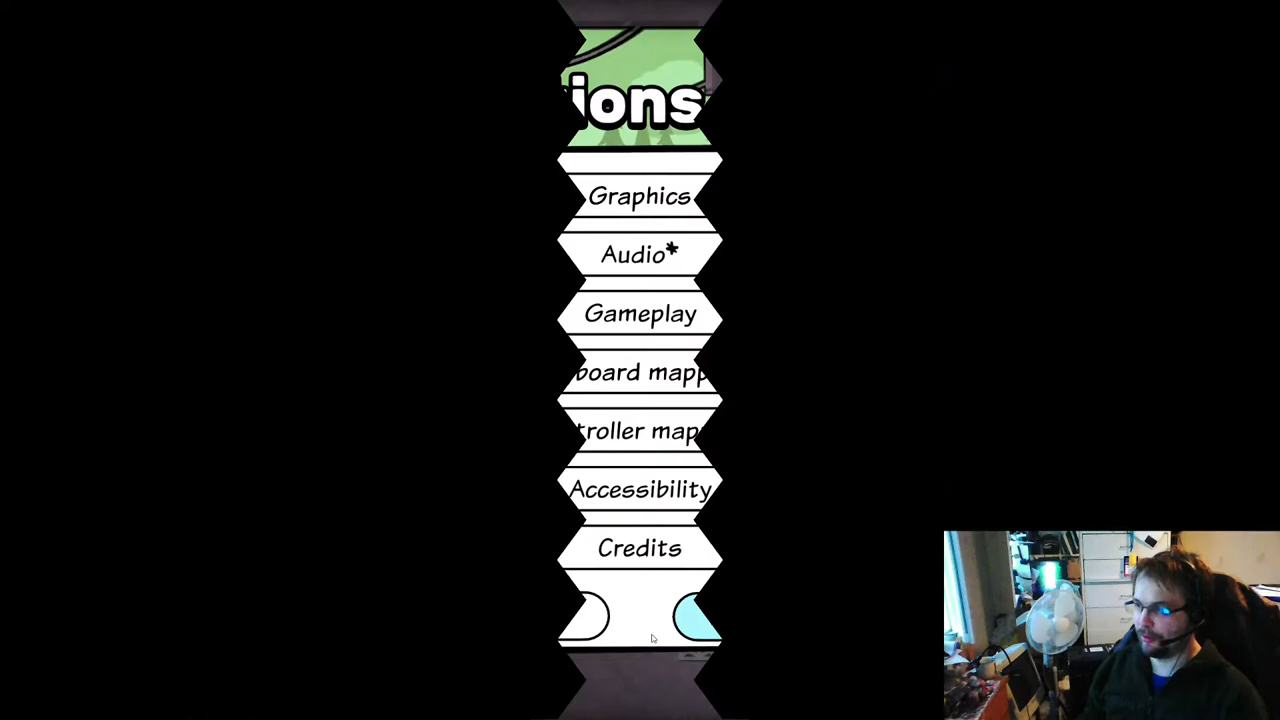 ions
Graphics
Audio*
Gameplay
board mapp
troller map
Accessibility
Credits